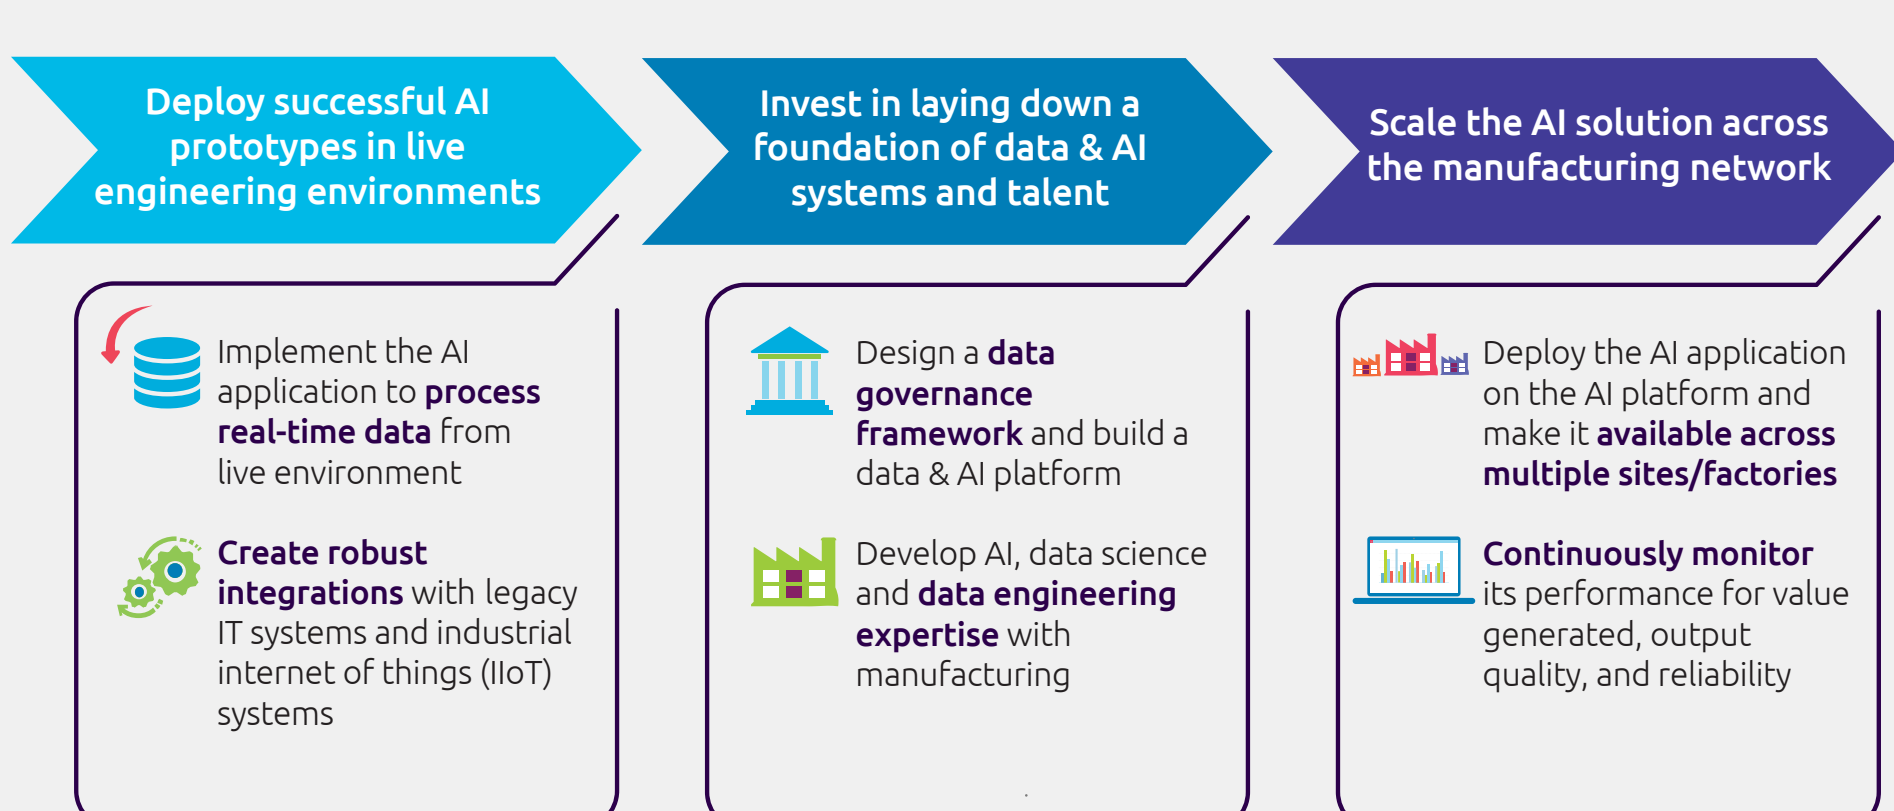 Deploy successful AI
prototypes in live
engineering environments
Implement the AI
application to process
real-time data from
live environment
Create robust
integrations with legacy
IT systems and industrial
internet of things (IIoT)
systems
Invest in laying down a
foundation of data & AI
systems and talent
Design a data
governance
framework and build a
data & AI platform
Develop AI, data science
and data engineering
expertise with
manufacturing
Scale the AI solution across
the manufacturing network
Deploy the AI application
on the AI platform and
make it available across
multiple sites/factories
Continuously monitor
its performance for value
generated, output
quality, and reliability